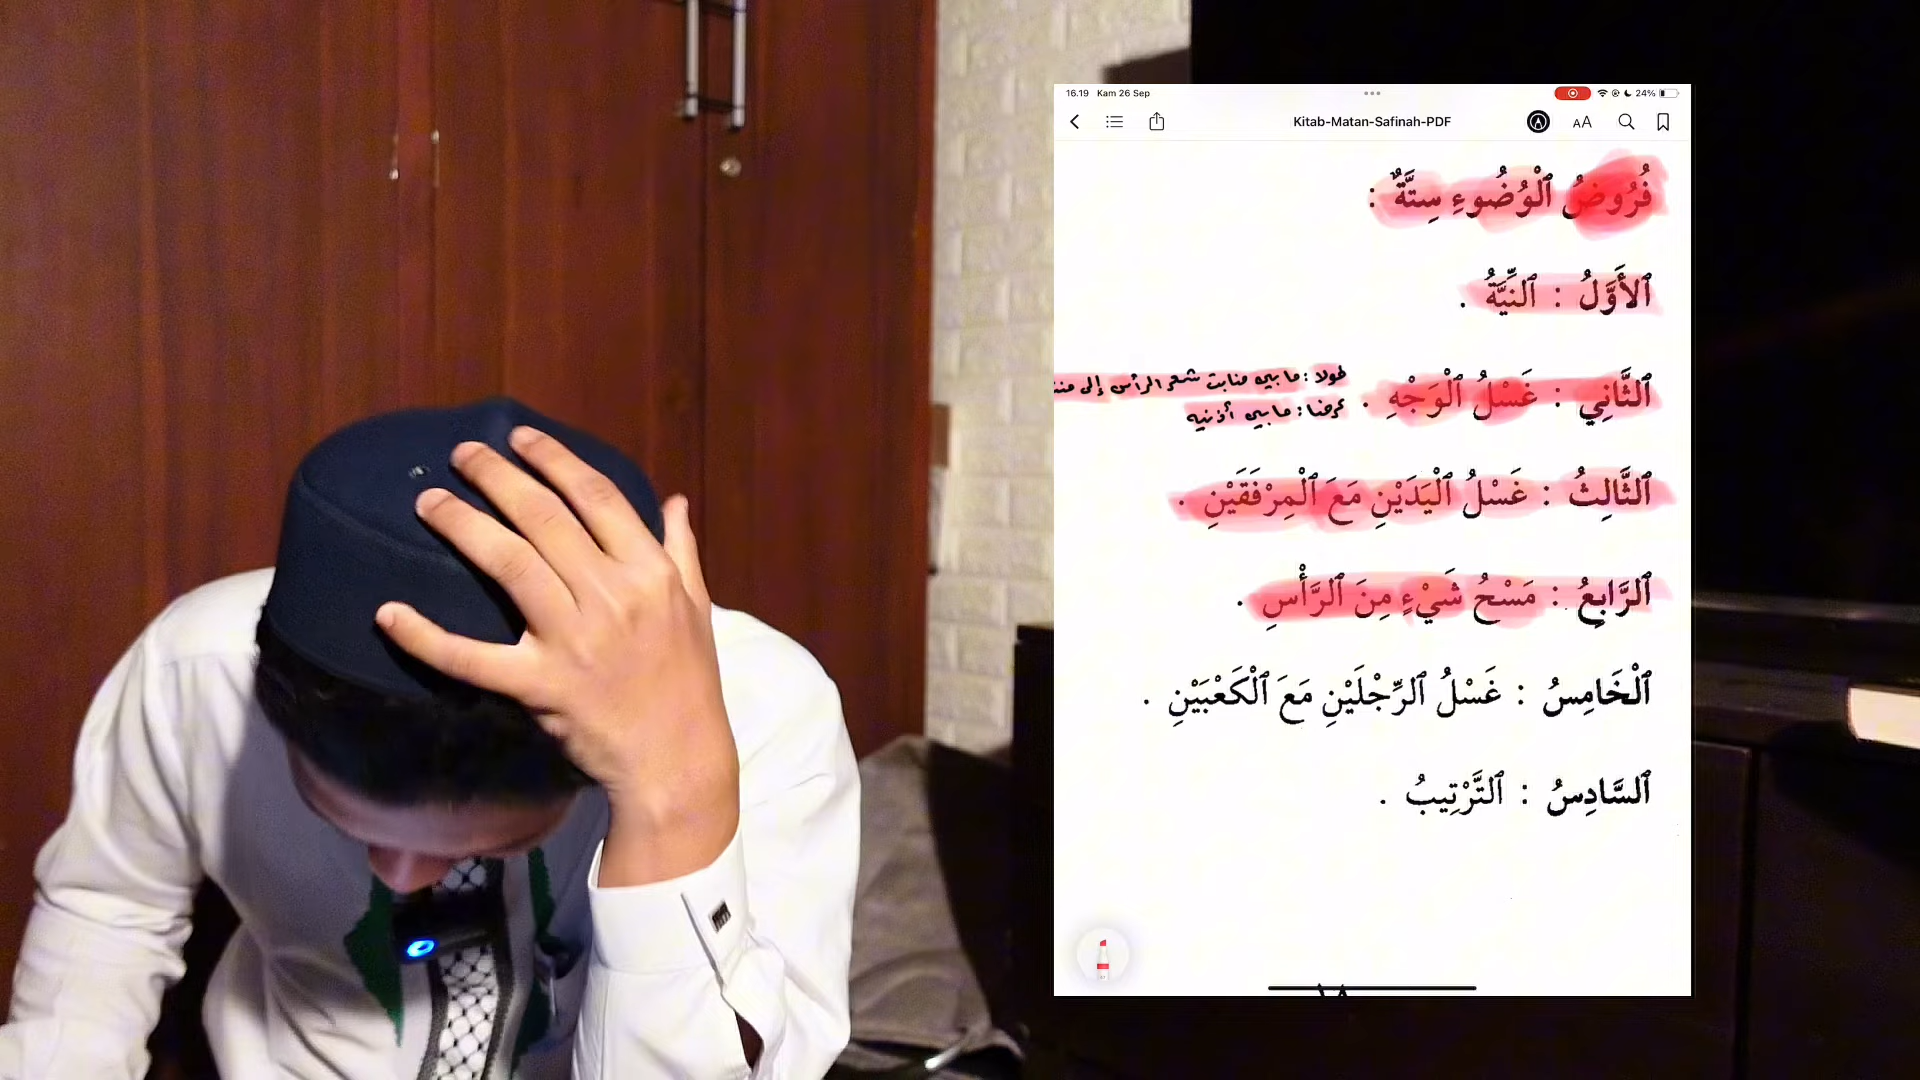 16.19 Kam 26 Sep 24%
Kitab-Matan-Safinah-PDF AA
فُرُوضُ ٱلْوُضُوءِ سِتَّةٌ :
ٱلأَوَّلُ : ٱلنِّيَّةُ .
ٱلثَّانِي : غَسْلُ ٱلْوَجْهِ .
طولا : ما بين منابت شعر الرأس إلى
عرضا : ما بين أذنيه
ٱلثَّالِثُ : غَسْلُ ٱلْيَدَيْنِ مَعَ ٱلْمِرْفَقَيْنِ .
ٱلرَّابِعُ : مَسْحُ شَيْءٍ مِنَ ٱلرَّأْسِ .
ٱلْخَامِسُ : غَسْلُ ٱلرِّجْلَيْنِ مَعَ ٱلْكَعْبَيْنِ .
ٱلسَّادِسُ : ٱلتَّرْتِيبُ .